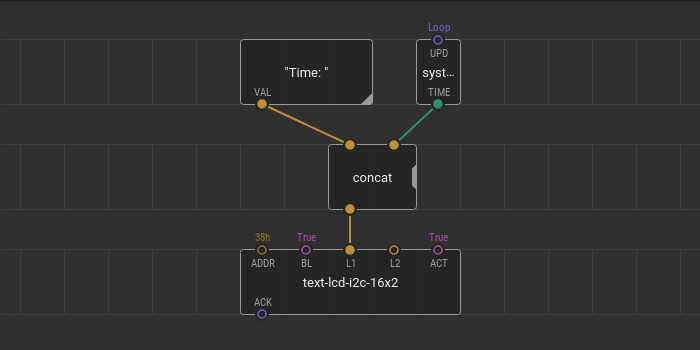 Loop
UPD
"Time: "
syst...
VAL
TIME
concat
38h
True
True
ADDR
BL
L1
L2
ACT
text-lcd-i2c-16x2
ACK